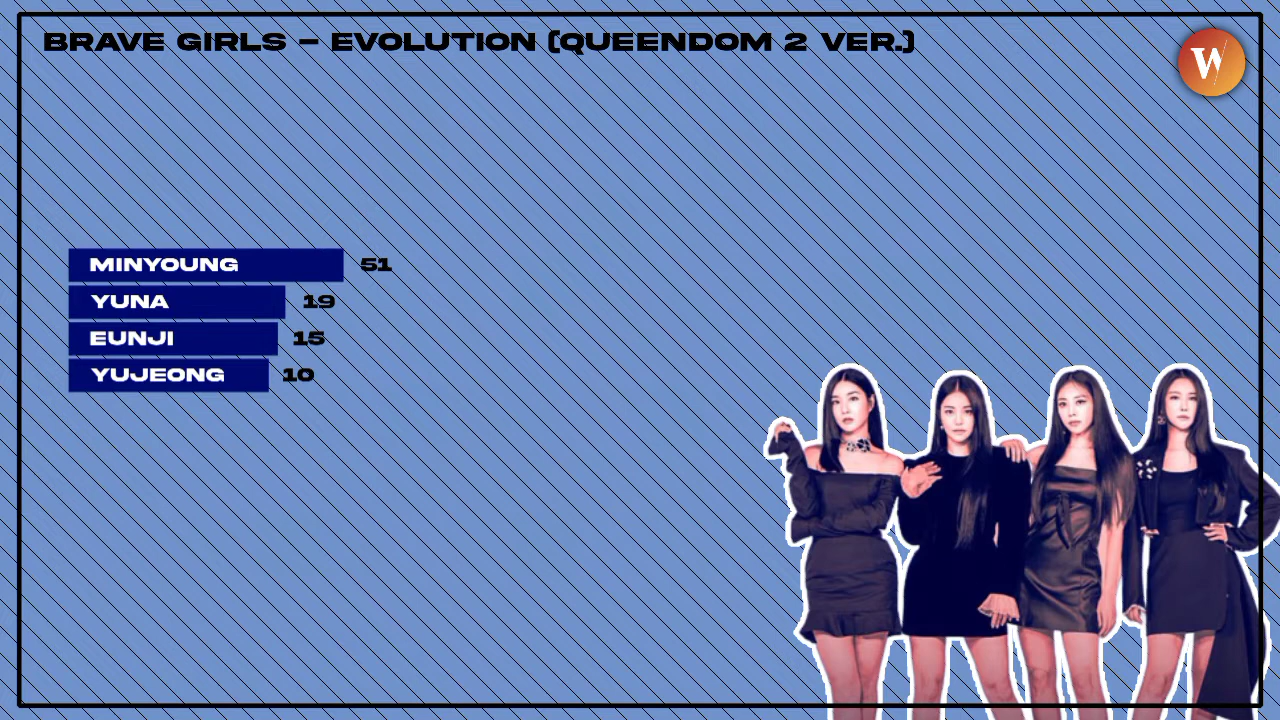 BRAVE GIRLS - EVOLUTION (QUEENDOM 2 VER.)
W
MINYOUNG 51
YUNA 19
EUNJI 15
YUJEONG 10